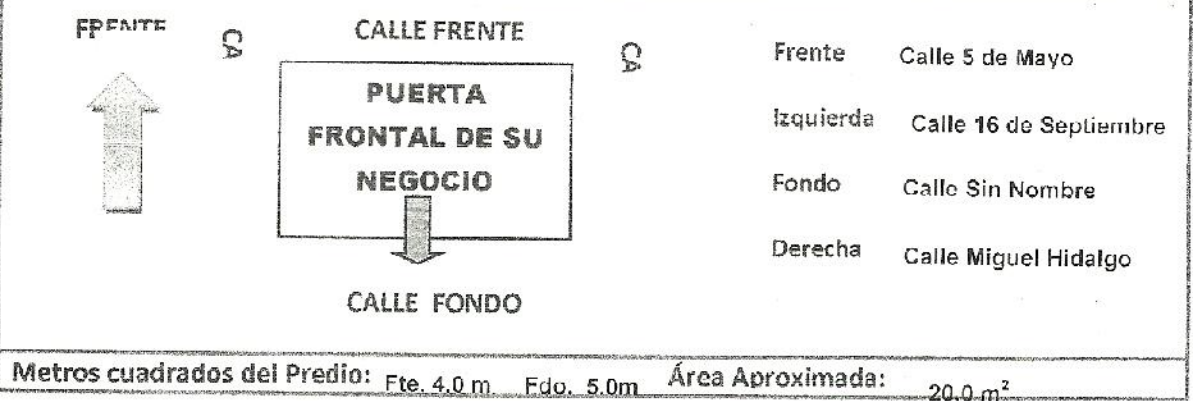 FRENTE
CA
CALLE FRENTE
CA
PUERTA
FRONTAL DE SU
NEGOCIO
CALLE FONDO
Frente Calle 5 de Mayo
Izquierda Calle 16 de Septiembre
Fondo Calle Sin Nombre
Derecha Calle Miguel Hidalgo
Metros cuadrados del Predio: Fte. 4.0 m Fdo. 5.0m Área Aproximada: 20.0 m²